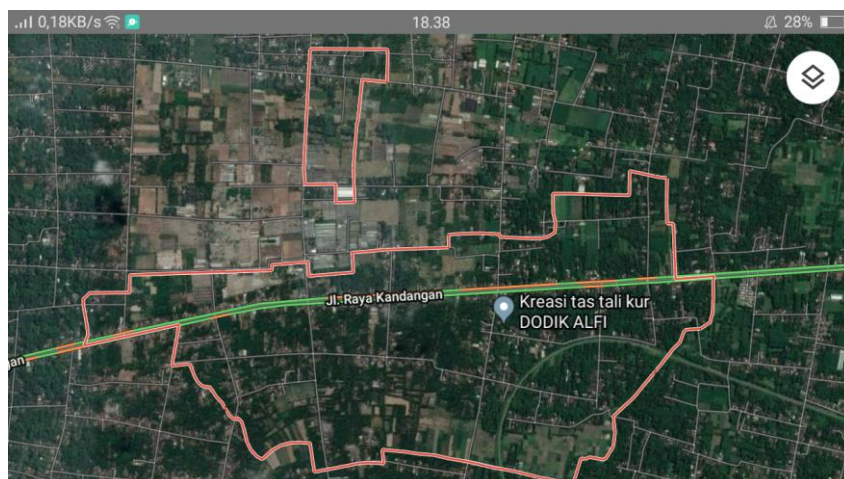 0,18KB/s
18.38
28%
Jl. Raya Kandangan
Kreasi tas tali kur
DODIK ALFI